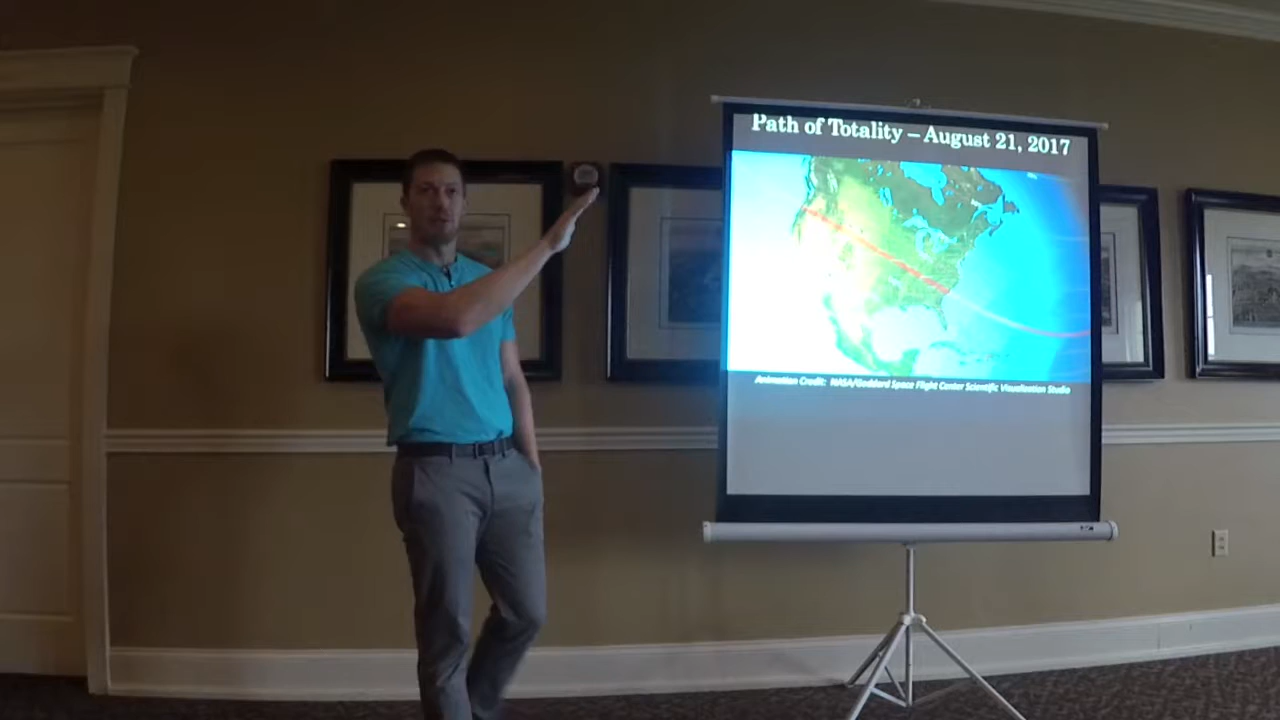 Path of Totality – August 21, 2017
Animation Credit: NASA/Goddard Space Flight Center Scientific Visualization Studio